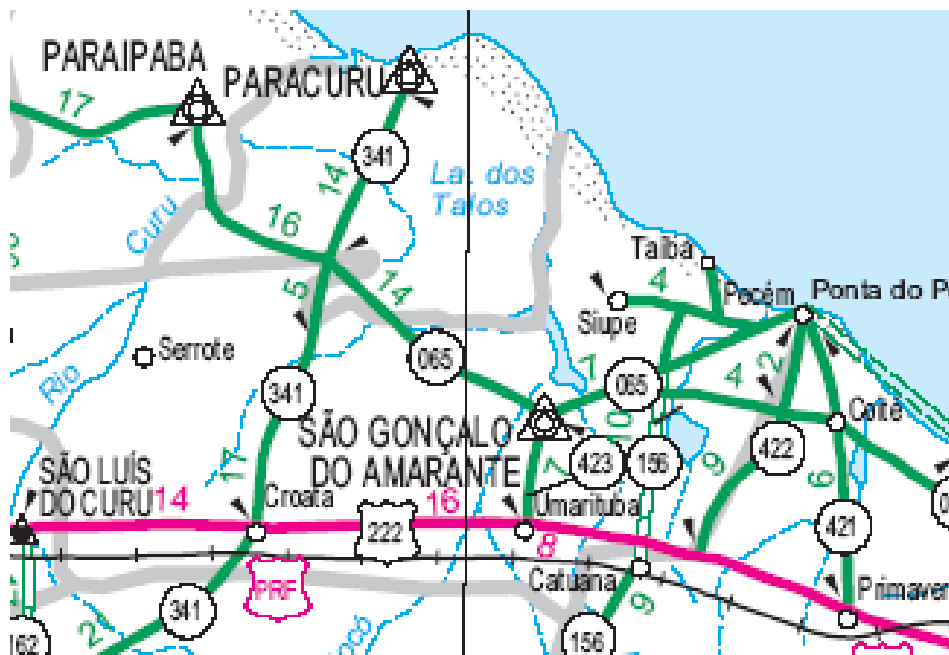 PARAIPABA
PARACURU
17
341
14
La. dos
Talos
Curu
16
Taíba
4
Pecém
Ponta do P
5
14
Siupe
Serrote
065
7
065
4
2
Rio
341
Coité
SÃO GONÇALO
DO AMARANTE
10
422
17
7
423
156
9
6
SÃO LUÍS
DO CURU
14
Croata
16
Umarituba
222
8
421
PRF
Catuana
9
Primaver
341
156
162